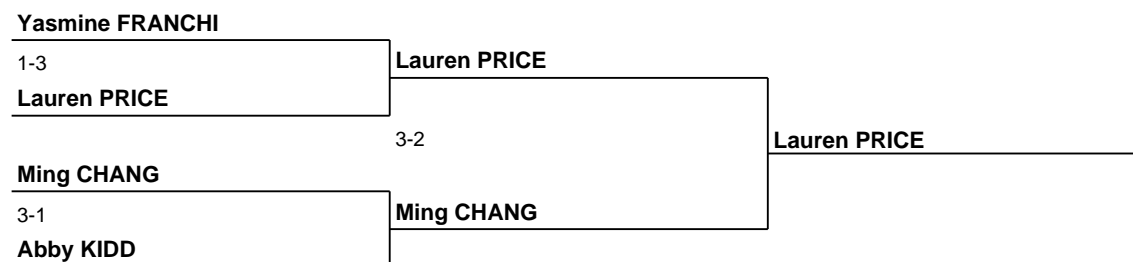 Yasmine FRANCHI
1-3
Lauren PRICE
Lauren PRICE
3-2
Lauren PRICE
Ming CHANG
3-1
Ming CHANG
Abby KIDD